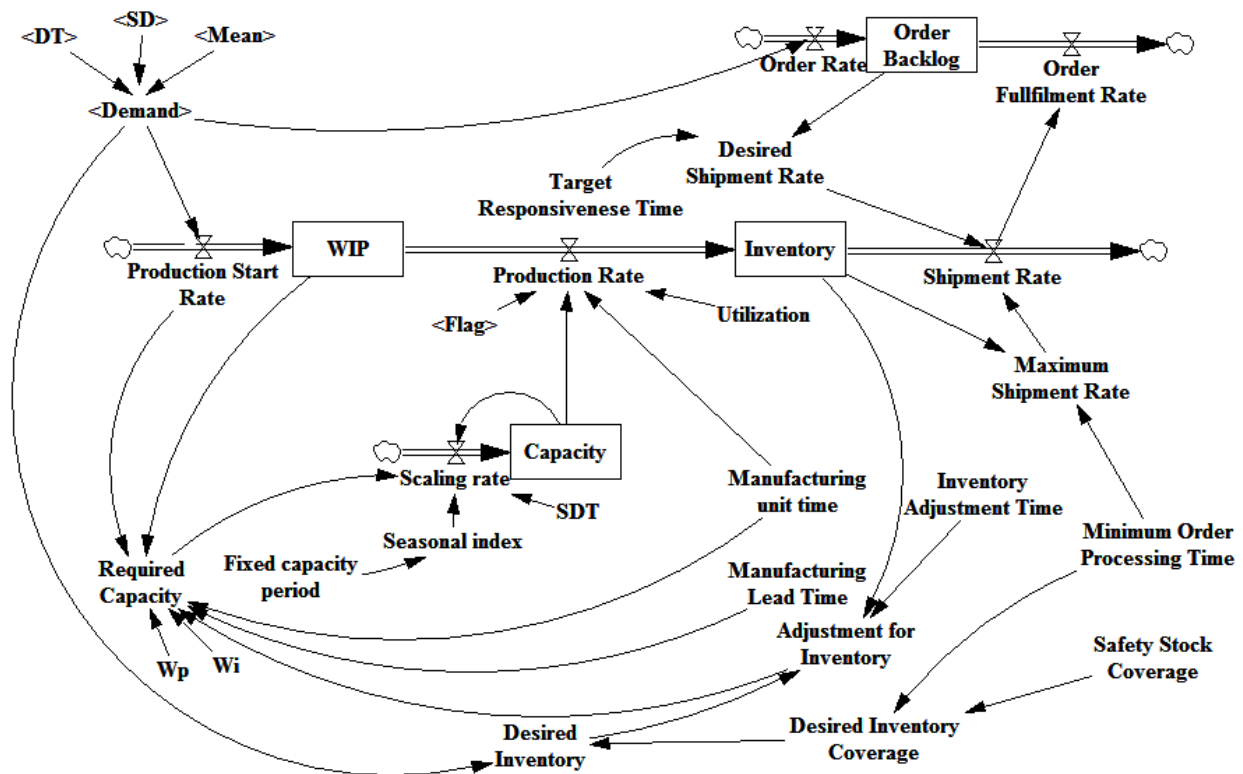 <SD>
<DT>
<Mean>
<Demand>
Order Rate
Order
Backlog
Order
Fullfilment Rate
Desired
Shipment Rate
Target
Responsivenese Time
WIP
Inventory
Production Start
Rate
Production Rate
Shipment Rate
<Flag>
Utilization
Maximum
Shipment Rate
Capacity
Scaling rate
SDT
Seasonal index
Fixed capacity
period
Manufacturing
unit time
Inventory
Adjustment Time
Minimum Order
Processing Time
Required
Capacity
Manufacturing
Lead Time
Adjustment for
Inventory
Wp
Wi
Safety Stock
Coverage
Desired
Inventory
Desired Inventory
Coverage